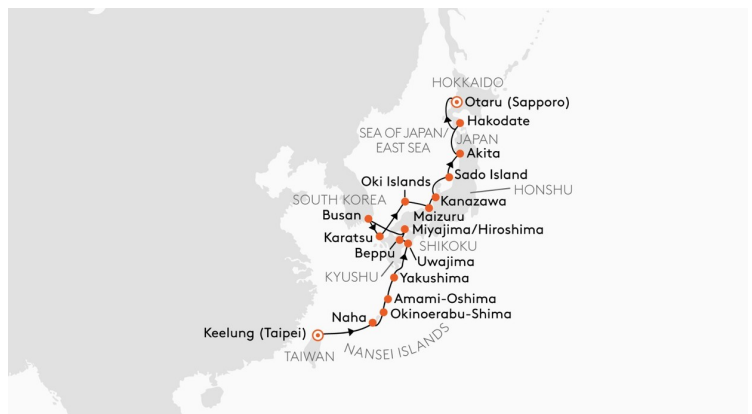 HOKKAIDO
Otaru (Sapporo)
Hakodate
SEA OF JAPAN/
EAST SEA
JAPAN
Akita
Sado Island
Oki Islands
HONSHU
SOUTH KOREA
Kanazawa
Busan
Maizuru
Miyajima/Hiroshima
Karatsu
SHIKOKU
Beppu
Uwajima
KYUSHU
Yakushima
Amami-Oshima
Naha
Okinoerabu-Shima
Keelung (Taipei)
TAIWAN
NANSEI ISLANDS